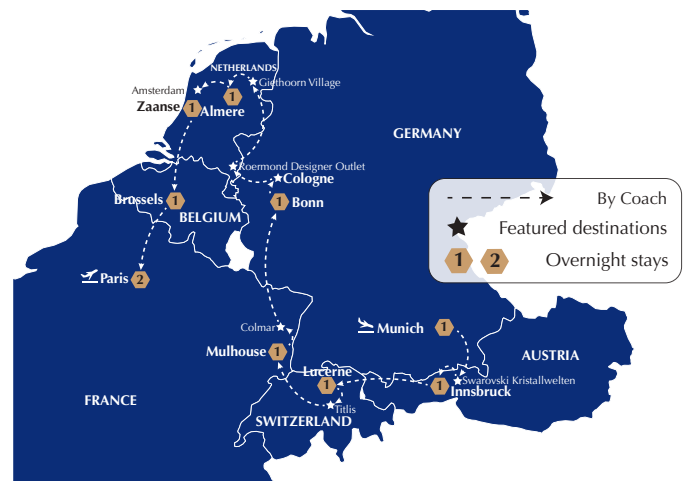 NETHERLANDS
Giethoorn Village
Amsterdam
1
Zaanse
1
Almere
GERMANY
Roermond Designer Outlet
Cologne
Brussels
1
1
Bonn
BELGIUM
By Coach
Featured destinations
1
2
Overnight stays
Paris
2
Colmar
Munich
1
Mulhouse
1
AUSTRIA
Lucerne
1
1
Swarovski Kristallwelten
Innsbruck
FRANCE
Titlis
SWITZERLAND